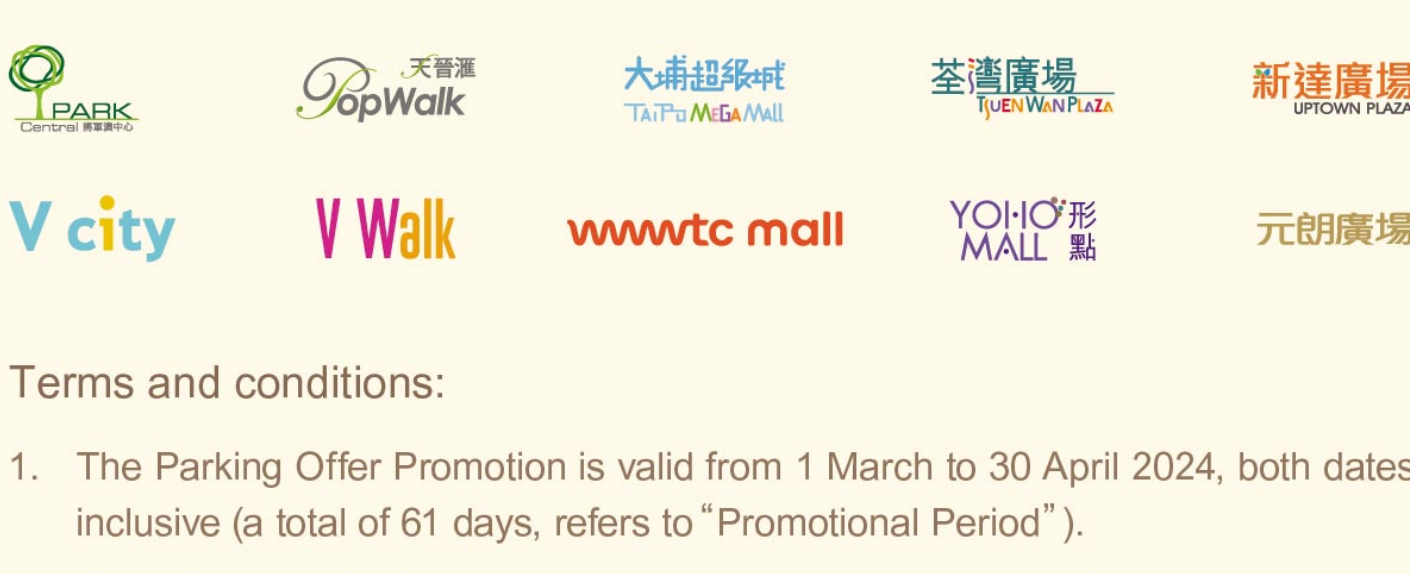 PARK
Central 將軍澳中心
天晉滙
PopWalk
大埔超級城
TAI PO MEGA MALL
荃灣廣場
TSUEN WAN PLAZA
新達廣場
UPTOWN PLAZA
V city
V Walk
wwwtc mall
YOHO 形
MALL 點
元朗廣場
Terms and conditions:
1. The Parking Offer Promotion is valid from 1 March to 30 April 2024, both dates
inclusive (a total of 61 days, refers to “Promotional Period”).